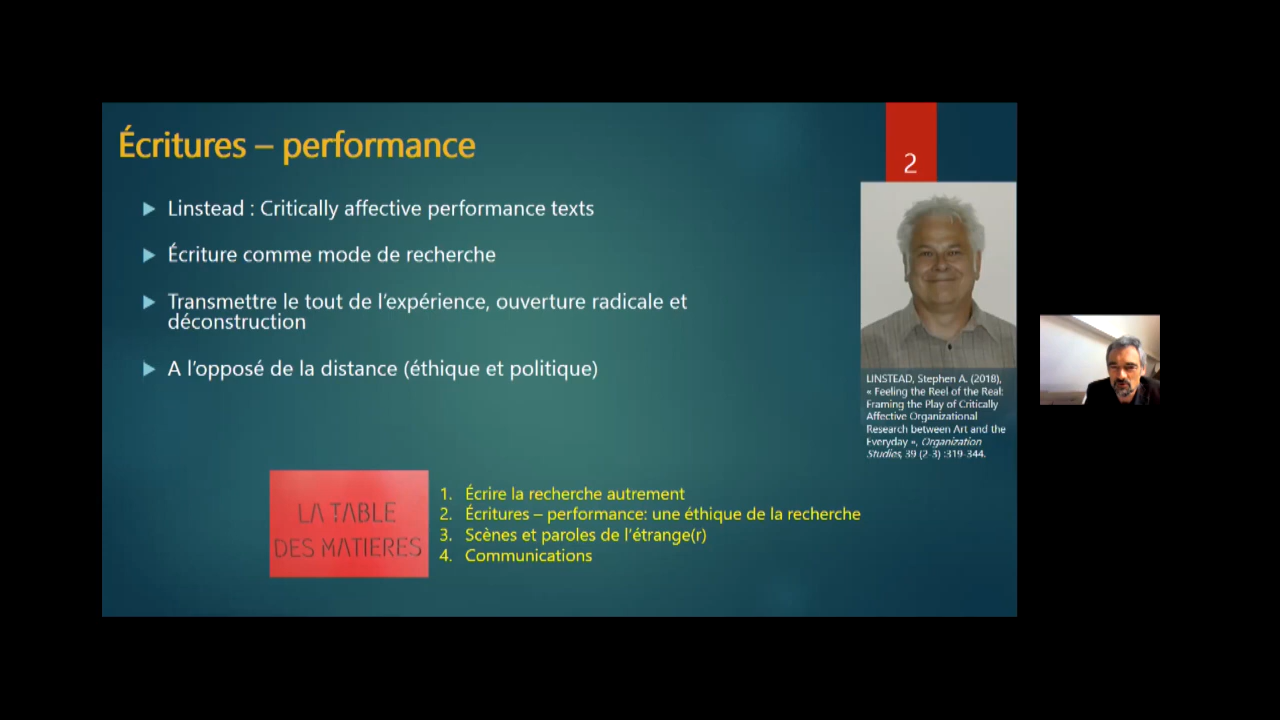 Écritures – performance
2
Linstead : Critically affective performance texts
Écriture comme mode de recherche
Transmettre le tout de l'expérience, ouverture radicale et
déconstruction
A l'opposé de la distance (éthique et politique)
LINSTEAD, Stephen A. (2018),
« Feeling the Reel of the Real:
Framing the Play of Critically
Affective Organizational
Research between Art and the
Everyday », Organization
Studies, 39 (2-3) :319-344.
LA TABLE
DES MATIERES
1. Écrire la recherche autrement
2. Écritures – performance: une éthique de la recherche
3. Scènes et paroles de l'étrange(r)
4. Communications